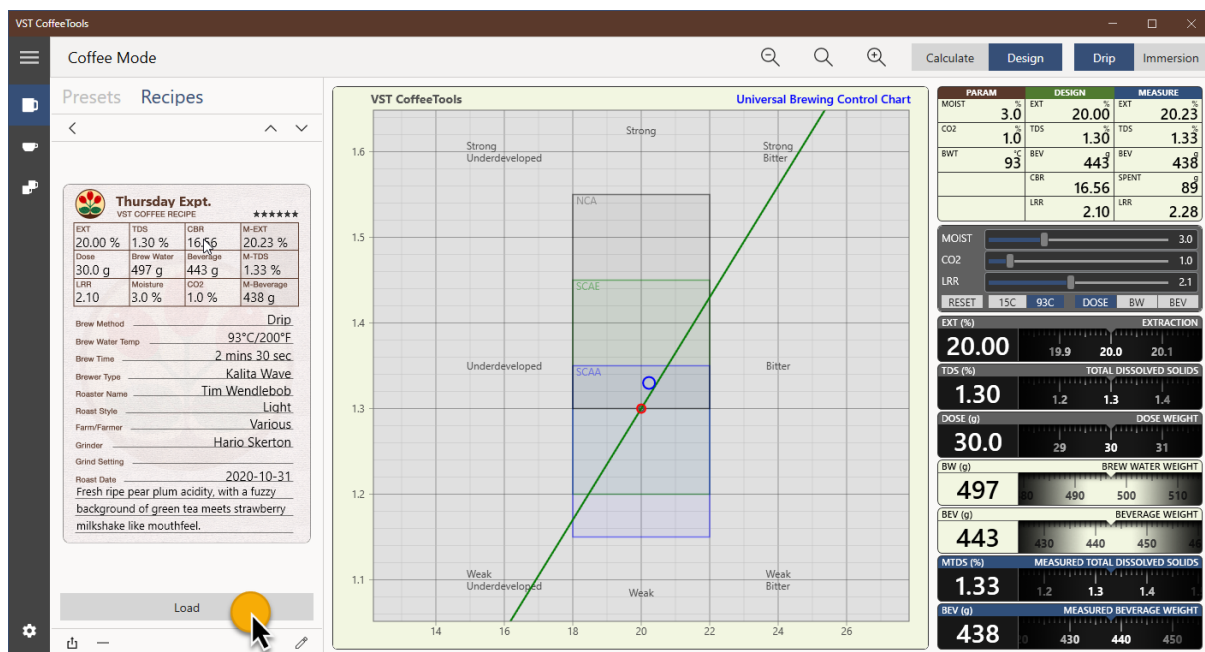 VST CoffeeTools
Coffee Mode
Calculate Design Drip Immersion
Presets Recipes
Thursday Expt.
VST COFFEE RECIPE ★★★★★★
EXT TDS CBR M-EXT
20.00 % 1.30 % 16.56 20.23 %
Dose Brew Water Beverage M-TDS
30.0 g 497 g 443 g 1.33 %
LRR Moisture CO2 M-Beverage
2.10 3.0 % 1.0 % 438 g
Brew Method Drip
Brew Water Temp 93°C/200°F
Brew Time 2 mins 30 sec
Brewer Type Kalita Wave
Roaster Name Tim Wendlebob
Roast Style Light
Farm/Farmer Various
Grinder Hario Skerton
Grind Setting
Roast Date 2020-10-31
Fresh ripe pear plum acidity, with a fuzzy
background of green tea meets strawberry
milkshake like mouthfeel.
Load
VST CoffeeTools Universal Brewing Control Chart
Strong
Strong
Underdeveloped
Strong
Bitter
1.6
NCA
1.5
SCAE
1.4
Underdeveloped
SCAA
Bitter
1.3
1.2
Weak
Underdeveloped
Weak
Weak
Bitter
1.1
14 16 18 20 22 24 26
PARAM DESIGN MEASURE
MOIST % 3.0 EXT % 20.00 EXT % 20.23
CO2 % 1.0 TDS % 1.30 TDS % 1.33
BWT °C 93 BEV g 443 BEV g 438
CBR 16.56 SPENT g 89
LRR 2.10 LRR 2.28
MOIST 3.0
CO2 1.0
LRR 2.1
RESET 15C 93C DOSE BW BEV
EXT (%) EXTRACTION
20.00 19.9 20.0 20.1
TDS (%) TOTAL DISSOLVED SOLIDS
1.30 1.2 1.3 1.4
DOSE (g) DOSE WEIGHT
30.0 29 30 31
BW (g) BREW WATER WEIGHT
497 80 490 500 510
BEV (g) BEVERAGE WEIGHT
443 430 440 450 46
MTDS (%) MEASURED TOTAL DISSOLVED SOLIDS
1.33 1.2 1.3 1.4
BEV (g) MEASURED BEVERAGE WEIGHT
438 0 430 440 450